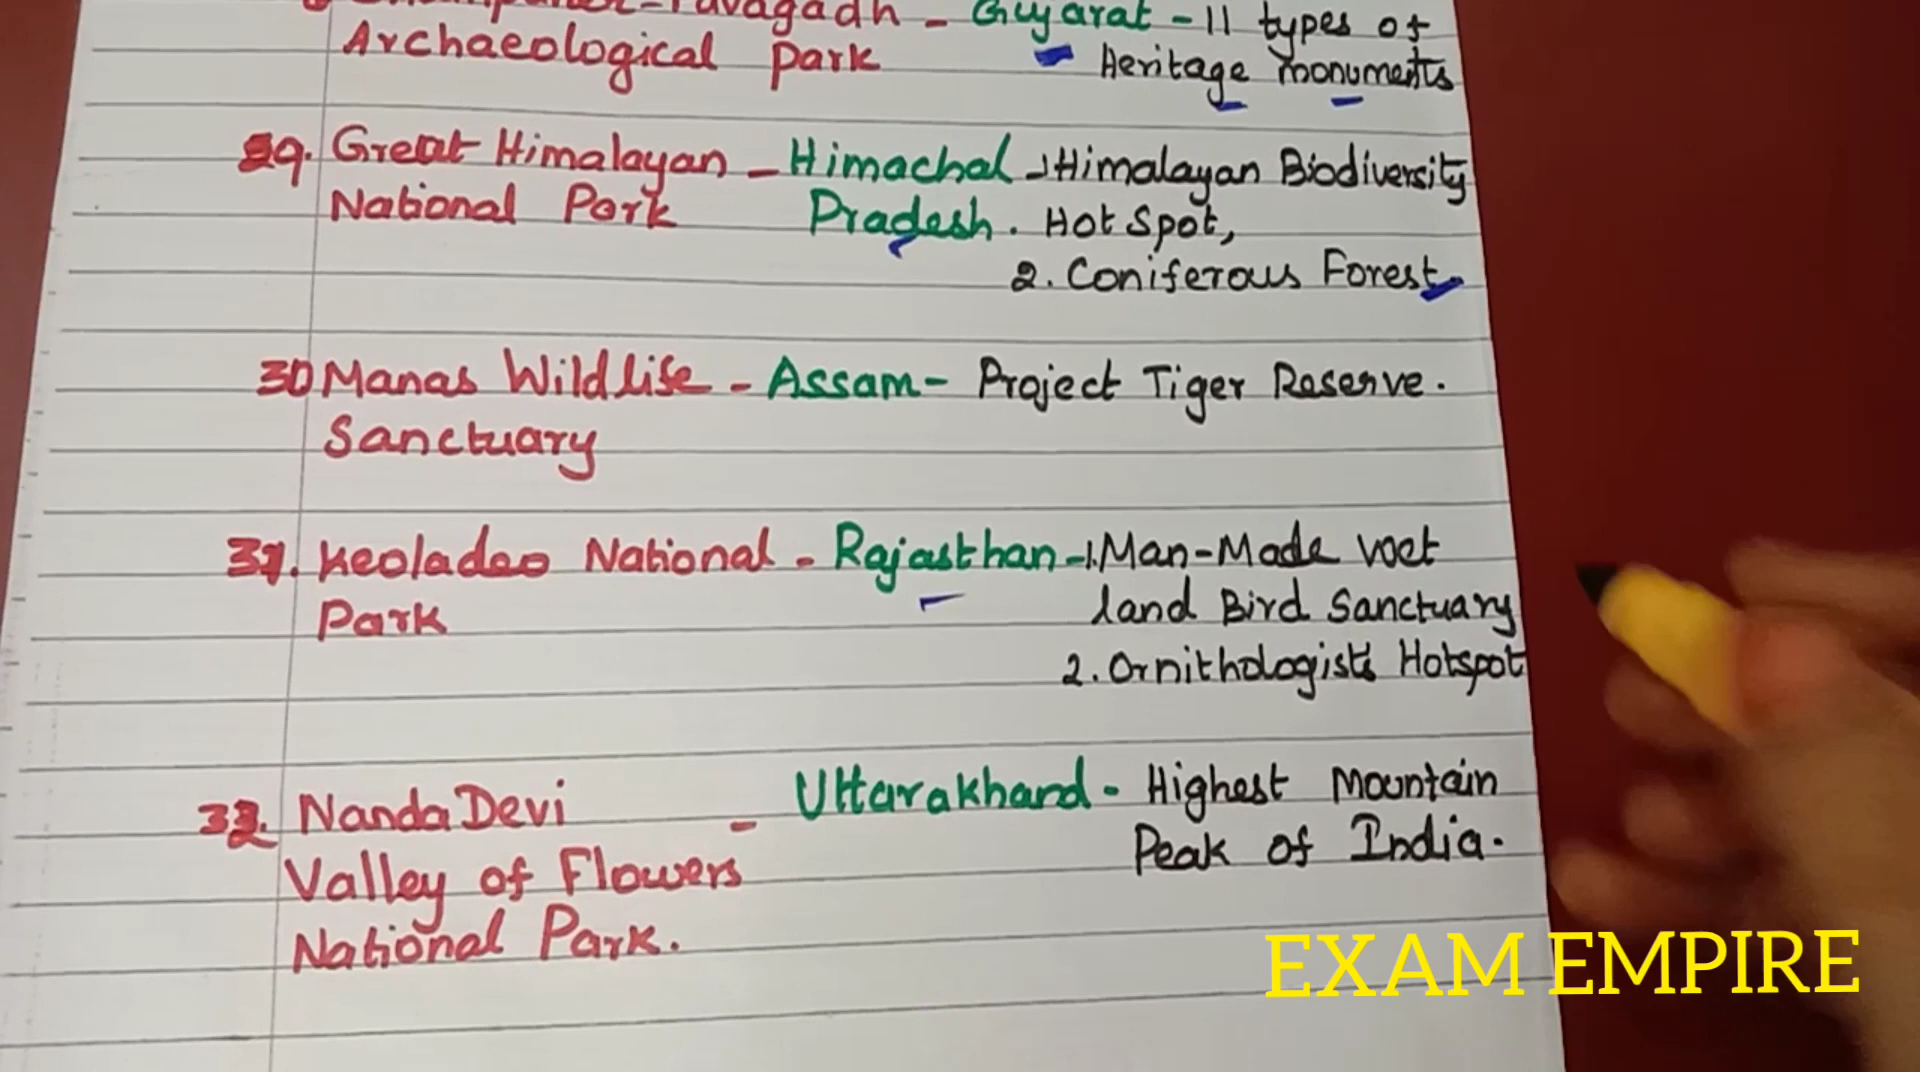 Gujarat - 11 types of
Archaeological Park Heritage monuments
29. Great Himalayan - Himachal - 1 Himalayan Biodiversity
National Park Pradesh. Hot Spot,
2. Coniferous Forest
30 Manas Wildlife - Assam - Project Tiger Reserve.
Sanctuary
31. Keoladeo National - Rajasthan - 1. Man-Made wet
Park land Bird Sanctuary
2. Ornithologists Hotspot
32. Nanda Devi - Uttarakhand - Highest Mountain
Valley of Flowers Peak of India.
National Park.
EXAM EMPIRE